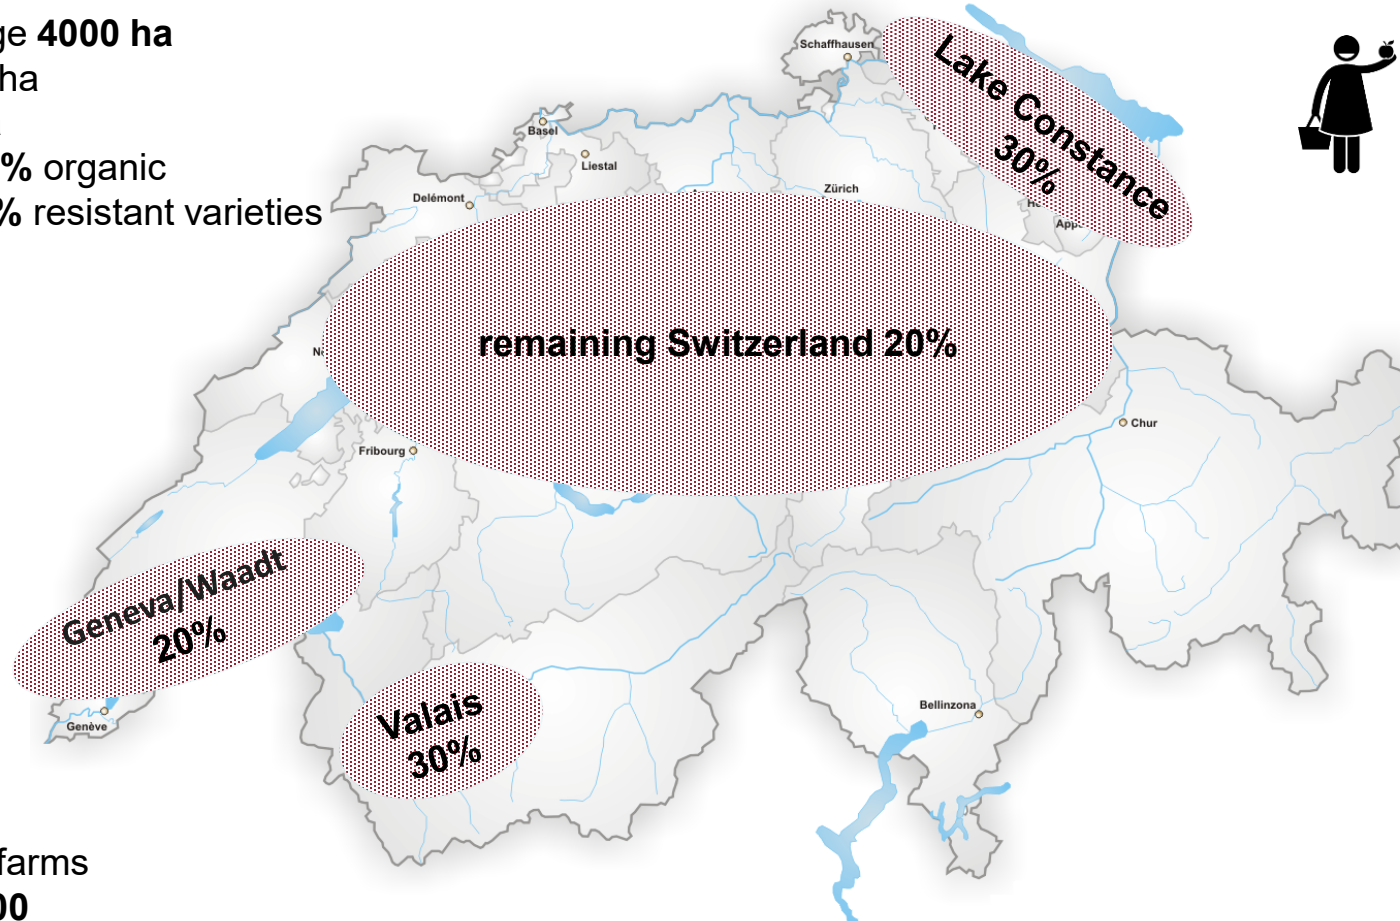 4000 ha
ha
% organic
% resistant varieties
Schaffhausen
Lake Constance
30%
Basel
Liestal
Delémont
Zürich
remaining Switzerland 20%
Fribourg
Chur
Geneva/Waadt
20%
Valais
30%
Genève
Bellinzona
farms
00